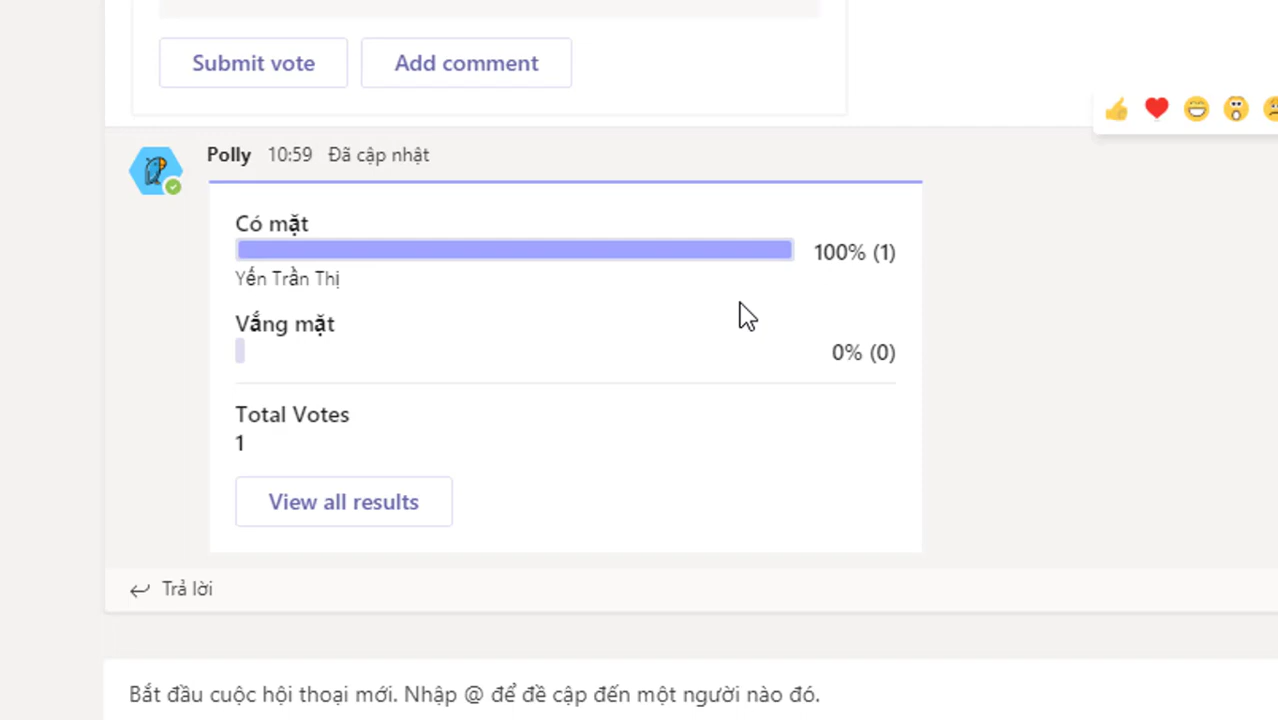 Submit vote Add comment
Polly 10:59 Đã cập nhật
Có mặt
100% (1)
Yến Trần Thị
Vắng mặt
0% (0)
Total Votes
1
View all results
Trả lời
Bắt đầu cuộc hội thoại mới. Nhập @ để đề cập đến một người nào đó.